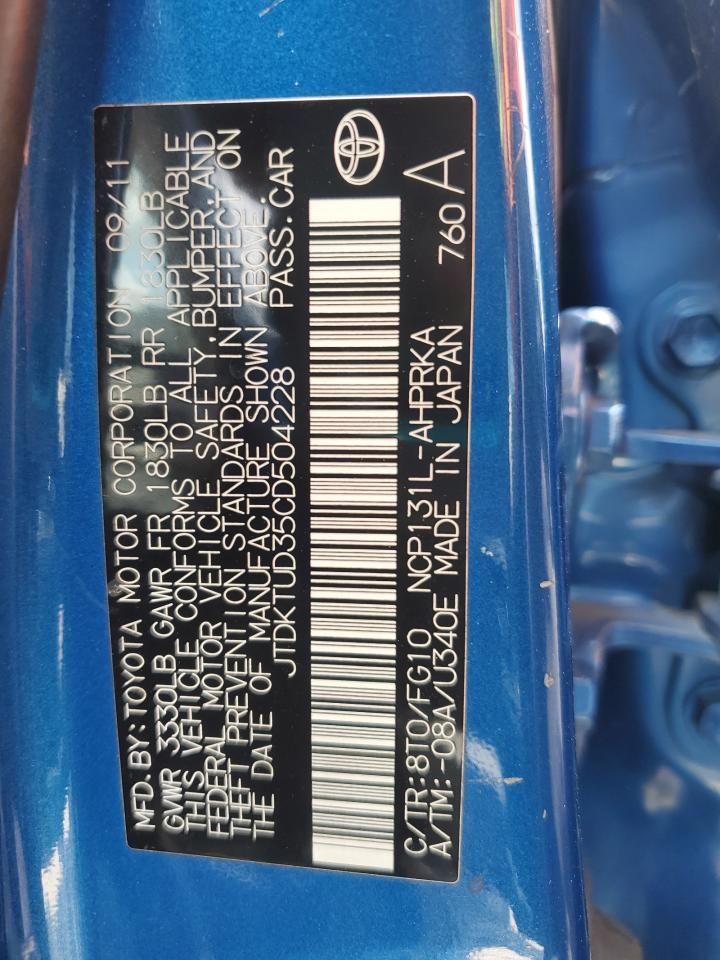 MFD.BY:TOYOTA MOTOR CORPORATION 09/11
GVWR 3330LB GAWR FR 1830LB RR 1830LB
THIS VEHICLE CONFORMS TO ALL APPLICABLE
FEDERAL MOTOR VEHICLE SAFETY,BUMPER,AND
THEFT PREVENTION STANDARDS IN EFFECT ON
THE DATE OF MANUFACTURE SHOWN ABOVE.
JTDKTUD35CD504228 PASS.CAR
C/TR:8T0/FG10 NCP131L-AHPRKA 760 A
A/TM:-08A/U340E MADE IN JAPAN